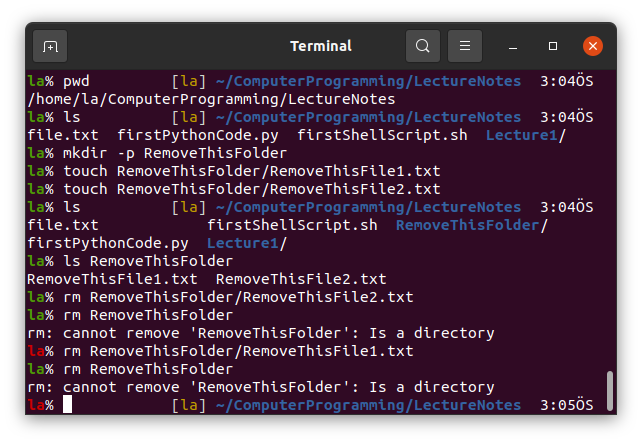 Terminal
la% pwd [la] ~/ComputerProgramming/LectureNotes 3:04ÖS
/home/la/ComputerProgramming/LectureNotes
la% ls [la] ~/ComputerProgramming/LectureNotes 3:04ÖS
file.txt firstPythonCode.py firstShellScript.sh Lecture1/
la% mkdir -p RemoveThisFolder
la% touch RemoveThisFolder/RemoveThisFile1.txt
la% touch RemoveThisFolder/RemoveThisFile2.txt
la% ls [la] ~/ComputerProgramming/LectureNotes 3:04ÖS
file.txt firstShellScript.sh RemoveThisFolder/
firstPythonCode.py Lecture1/
la% ls RemoveThisFolder
RemoveThisFile1.txt RemoveThisFile2.txt
la% rm RemoveThisFolder/RemoveThisFile2.txt
la% rm RemoveThisFolder
rm: cannot remove 'RemoveThisFolder': Is a directory
la% rm RemoveThisFolder/RemoveThisFile1.txt
la% rm RemoveThisFolder
rm: cannot remove 'RemoveThisFolder': Is a directory
la% [la] ~/ComputerProgramming/LectureNotes 3:05ÖS